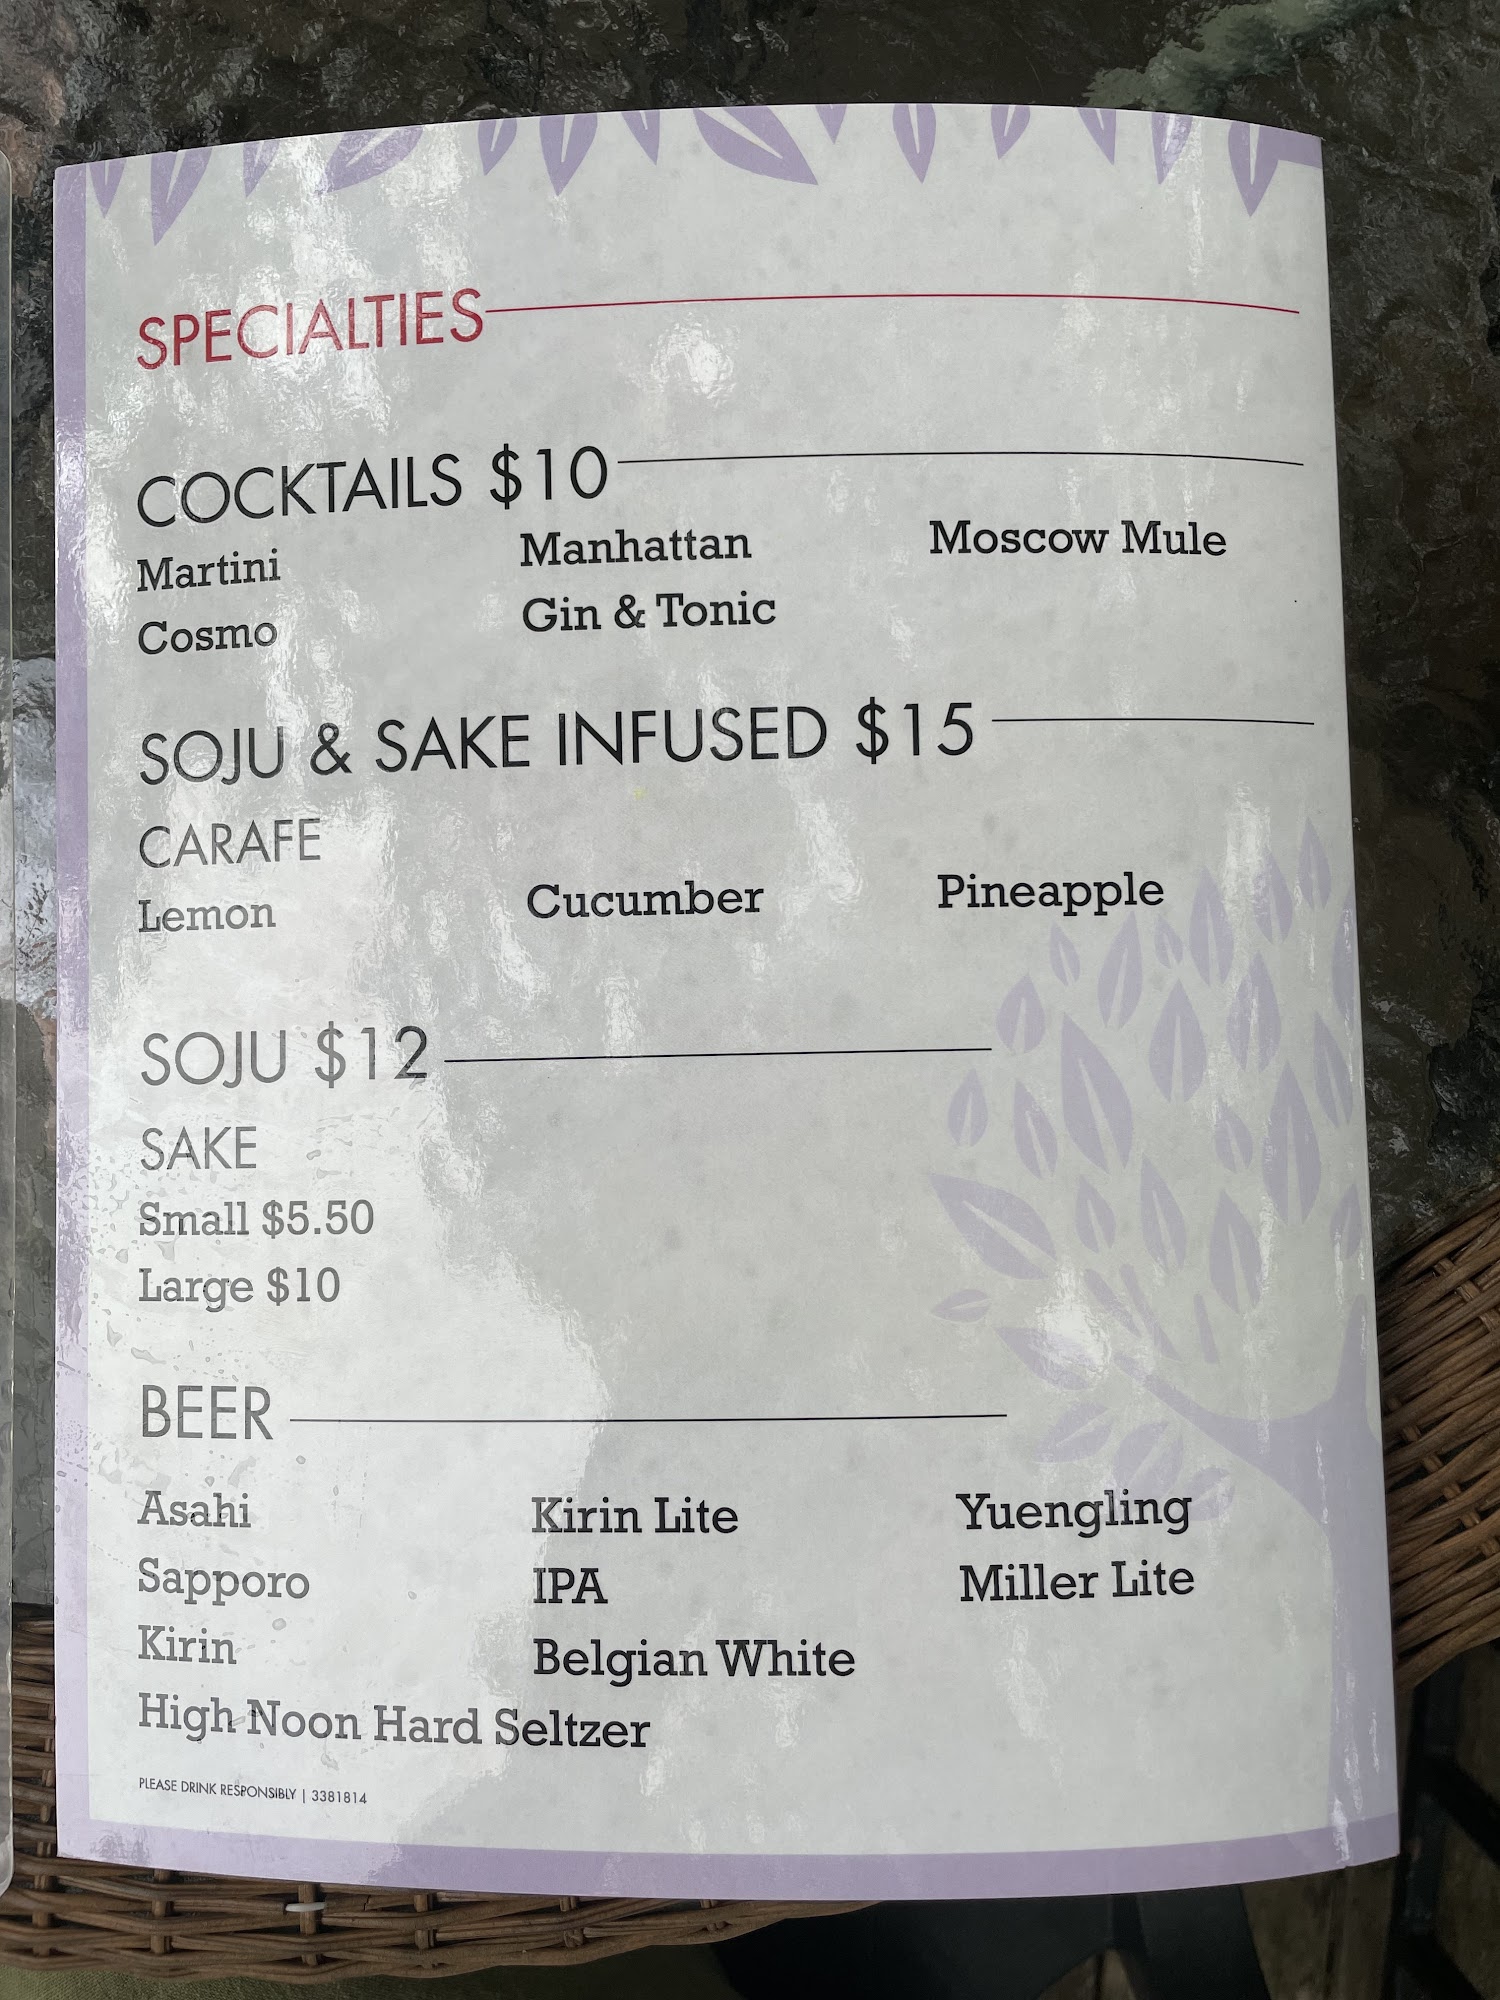 SPECIALTIES
COCKTAILS $10
Martini Manhattan Moscow Mule
Cosmo Gin & Tonic
SOJU & SAKE INFUSED $15
CARAFE
Lemon Cucumber Pineapple
SOJU $12
SAKE
Small $5.50
Large $10
BEER
Asahi Kirin Lite Yuengling
Sapporo IPA Miller Lite
Kirin Belgian White
High Noon Hard Seltzer
PLEASE DRINK RESPONSIBLY | 3381814